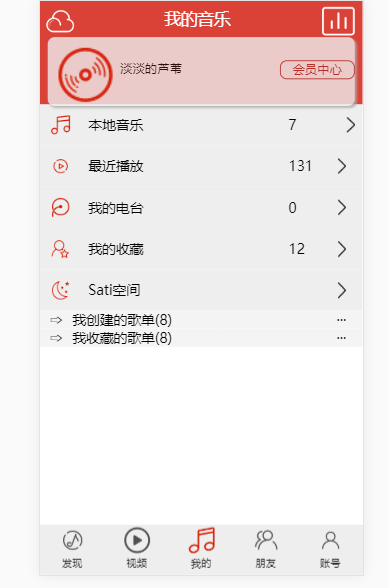 我的音乐
淡淡的芦苇 会员中心
本地音乐 7
最近播放 131
我的电台 0
我的收藏 12
Sati空间
我创建的歌单(8) ...
我收藏的歌单(8) ...
发现 视频 我的 朋友 账号